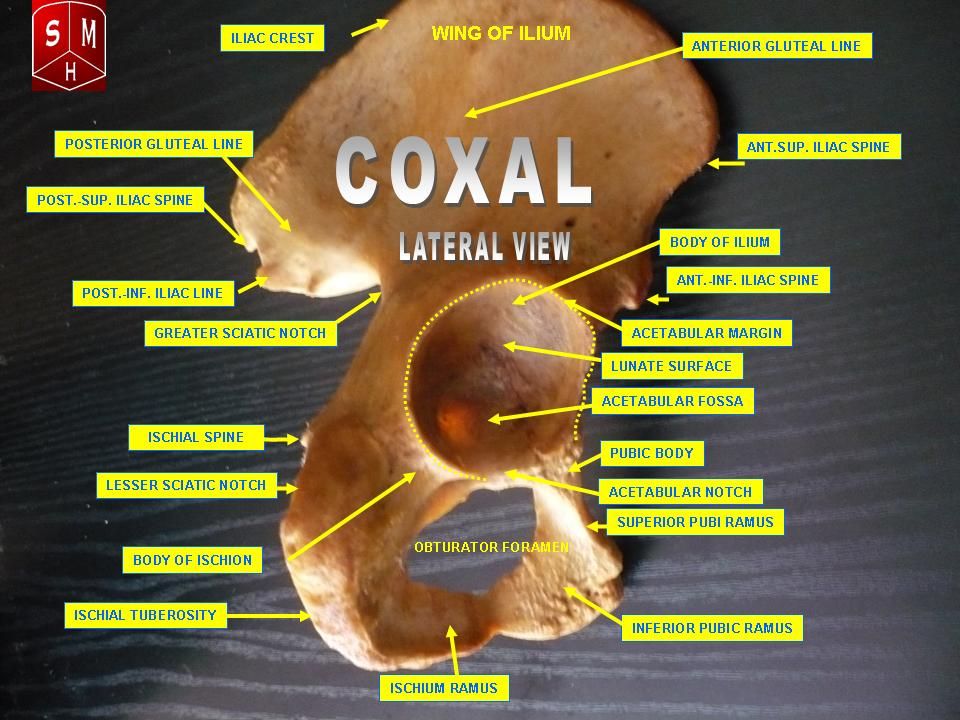 S M
H
ILIAC CREST
WING OF ILIUM
ANTERIOR GLUTEAL LINE
POSTERIOR GLUTEAL LINE
ANT.SUP. ILIAC SPINE
COXAL
POST.-SUP. ILIAC SPINE
LATERAL VIEW
BODY OF ILIUM
ANT.-INF. ILIAC SPINE
POST.-INF. ILIAC LINE
GREATER SCIATIC NOTCH
ACETABULAR MARGIN
LUNATE SURFACE
ACETABULAR FOSSA
ISCHIAL SPINE
PUBIC BODY
LESSER SCIATIC NOTCH
ACETABULAR NOTCH
SUPERIOR PUBI RAMUS
OBTURATOR FORAMEN
BODY OF ISCHION
ISCHIAL TUBEROSITY
INFERIOR PUBIC RAMUS
ISCHIUM RAMUS